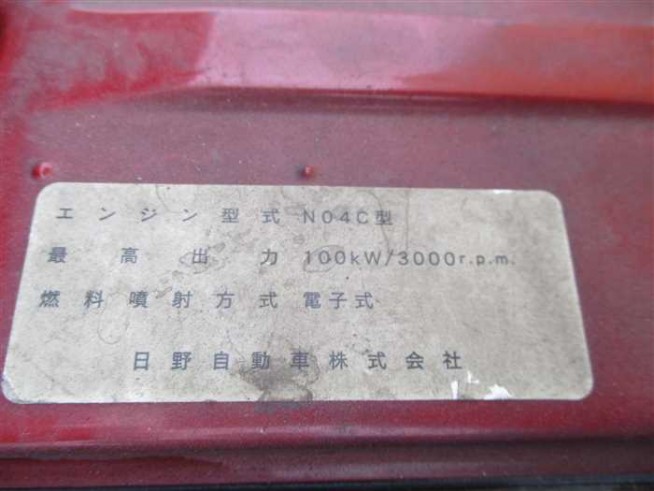 エンジン型式 N04C型
最高出力 100kW/3000r.p.m.
燃料噴射方式 電子式
日野自動車株式会社